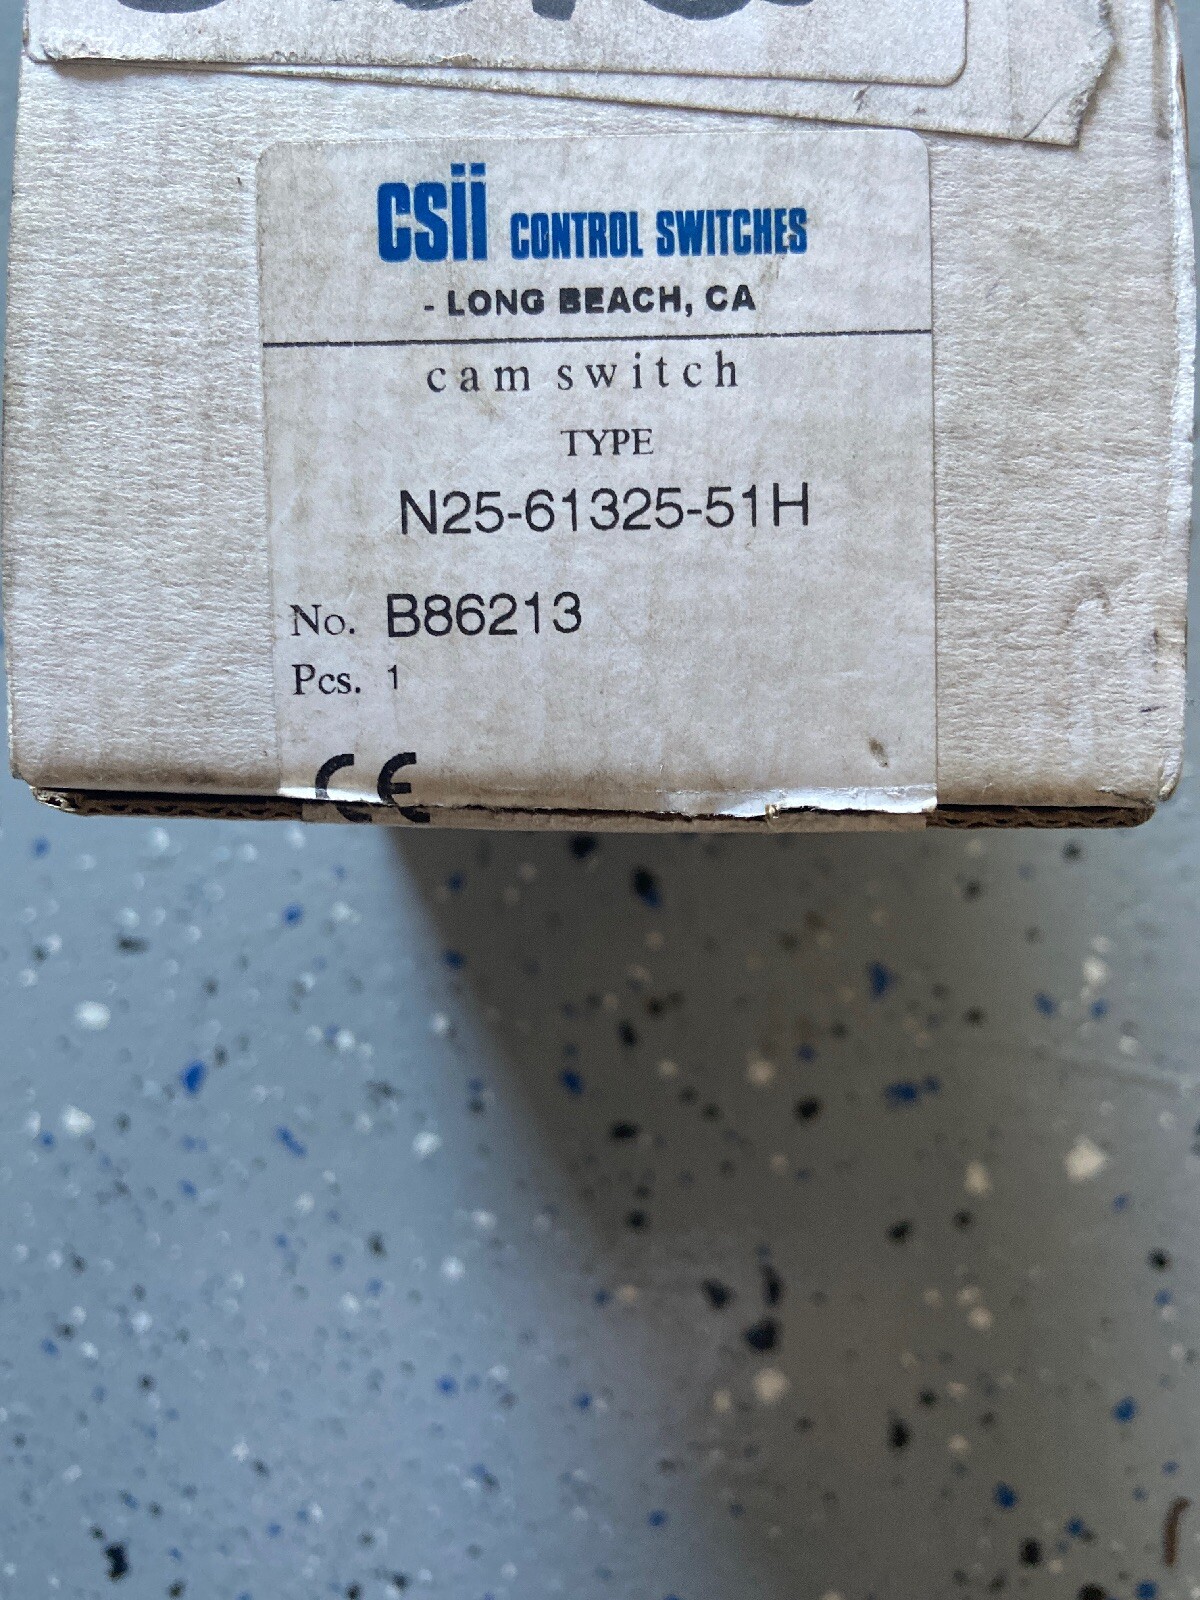 csii CONTROL SWITCHES
- LONG BEACH, CA
cam switch
TYPE
N25-61325-51H
No. B86213
Pcs. 1
CE